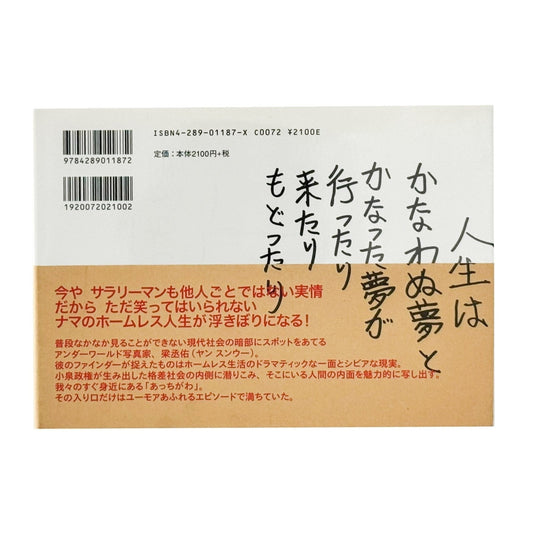 ISBN4-289-01187-X C0072 ¥2100E
9784289011872
定価：本体2100円+税
1920072021002
人生は
かなわぬ夢と
かなった夢が
行ったり
来たり
もどったり
今や サラリーマンも他人ごとではない実情
だから ただ笑ってはいられない
ナマのホームレス人生が浮きぼりになる！
普段なかなか見ることができない現代社会の暗部にスポットをあてる
アンダーワールド写真家、梁丞佑（ヤン スンウー）。
彼のファインダーが捉えたものはホームレス生活のドラマティックな一面とシビアな現実。
小泉政権が生み出した格差社会の内側に潜りこみ、そこにいる人間の内面を魅力的に写し出す。
我々のすぐ身近にある「あっちがわ」。
その入り口だけはユーモアあふれるエピソードで満ちていた。